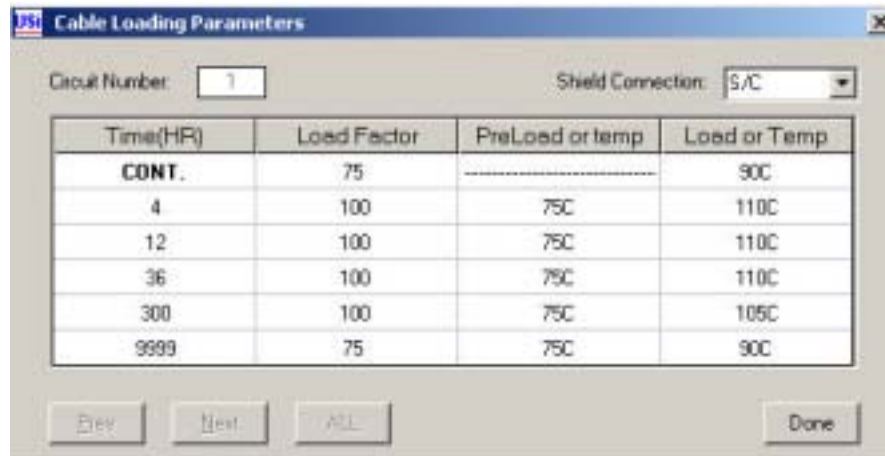 USi Cable Loading Parameters
Circuit Number: 1 Shield Connection: S/C
Time(HR) Load Factor PreLoad or temp Load or Temp
CONT. 75 ---------------------------- 90C
4 100 75C 110C
12 100 75C 110C
36 100 75C 110C
300 100 75C 105C
9999 75 75C 90C
Prev Next ALL Done